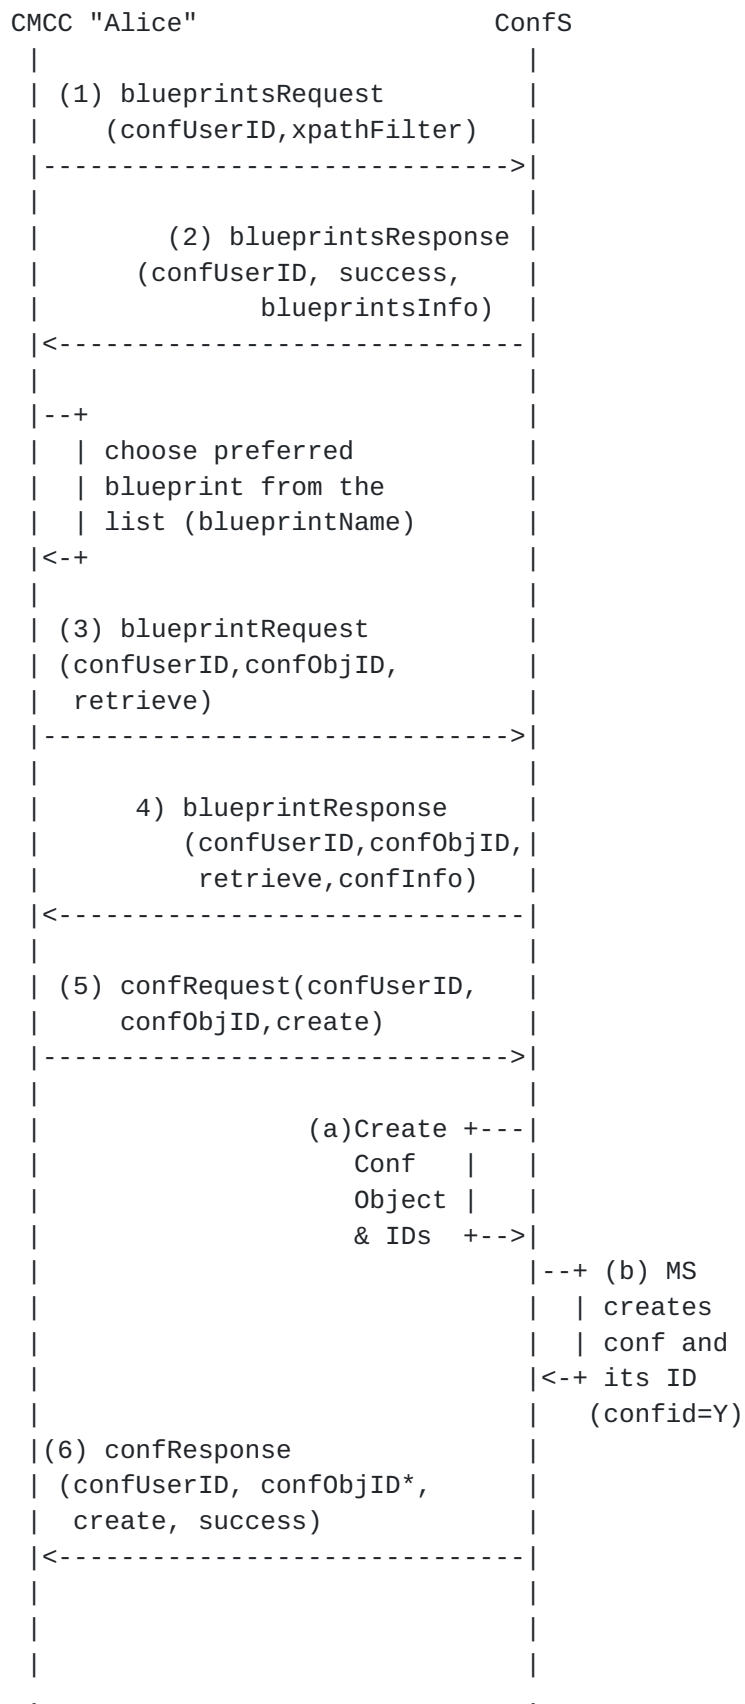 CMCC "Alice" ConfS
(1) blueprintsRequest
(confUserID,xpathFilter)
(2) blueprintsResponse
(confUserID, success,
blueprintsInfo)
choose preferred
blueprint from the
list (blueprintName)
(3) blueprintRequest
(confUserID,confObjID,
retrieve)
4) blueprintResponse
(confUserID,confObjID,
retrieve,confInfo)
(5) confRequest(confUserID,
confObjID,create)
(a)Create
Conf
Object
& IDs
(b) MS
creates
conf and
its ID
(confid=Y)
(6) confResponse
(confUserID, confObjID*,
create, success)